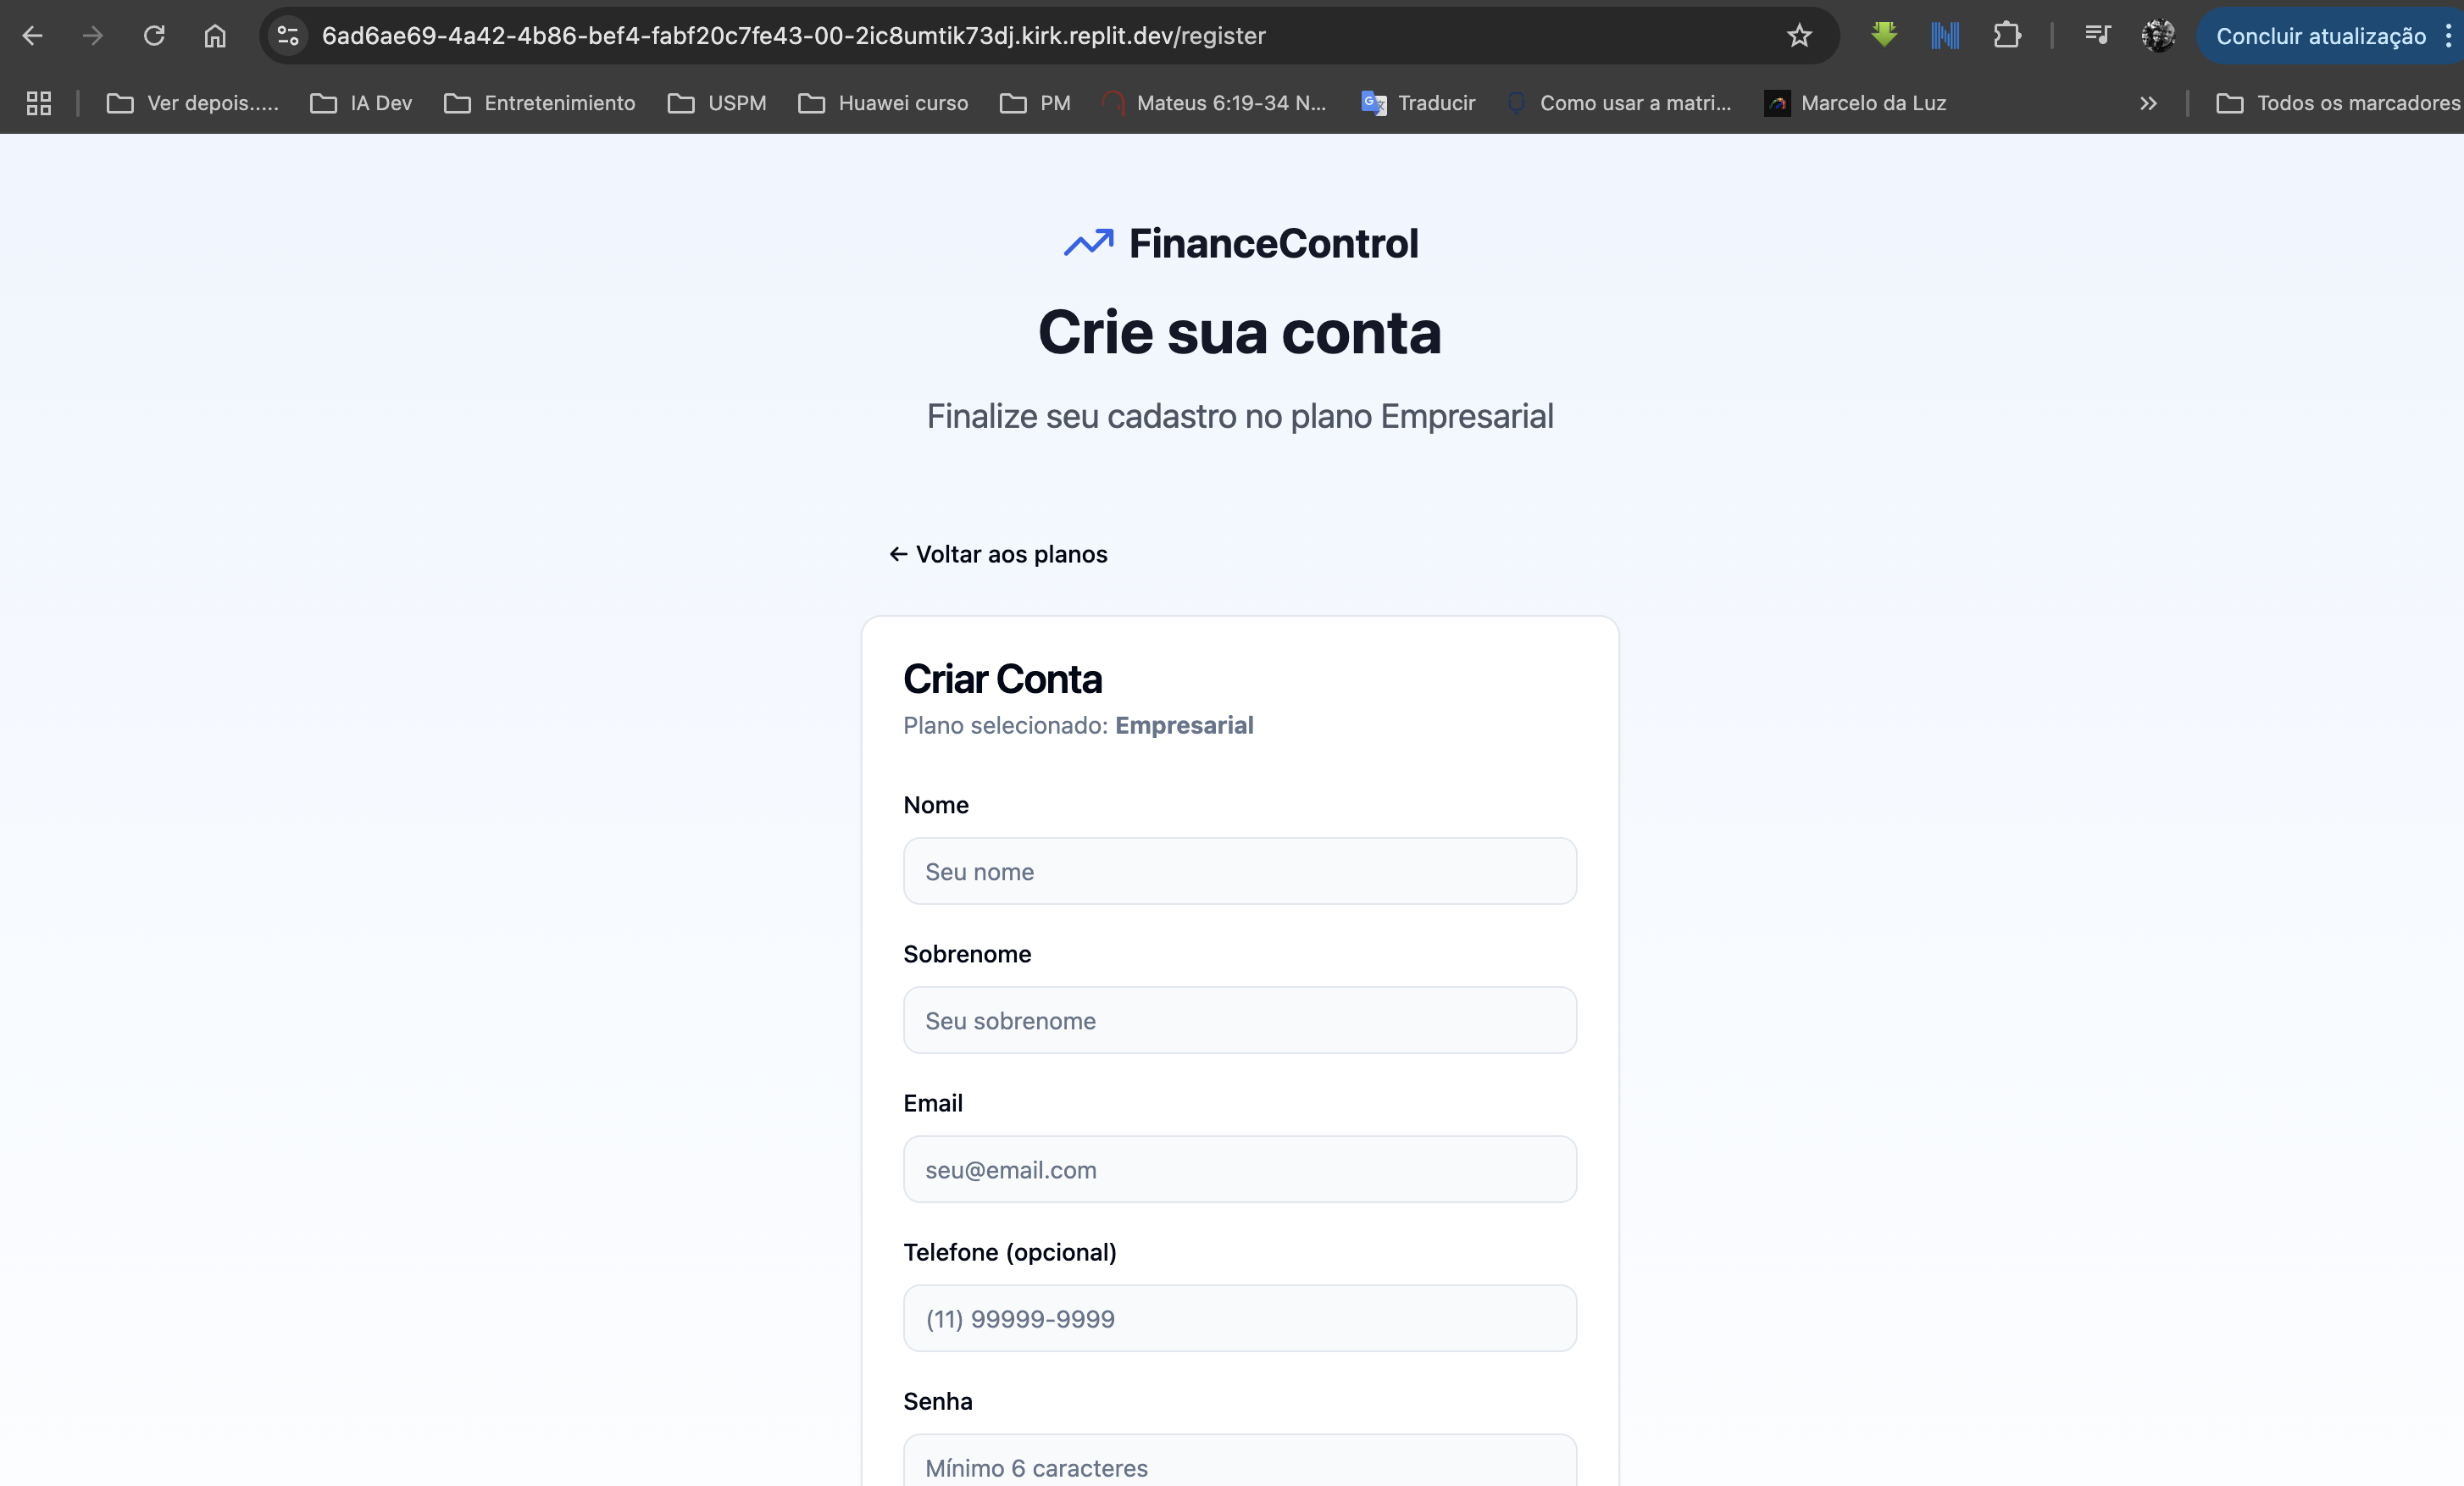 6ad6ae69-4a42-4b86-bef4-fabf20c7fe43-00-2ic8umtik73dj.kirk.replit.dev/register
Concluir atualização
Ver depois.....
IA Dev
Entretenimiento
USPM
Huawei curso
PM
Mateus 6:19-34 N...
Traducir
Como usar a matri...
Marcelo da Luz
Todos os marcadores
FinanceControl
Crie sua conta
Finalize seu cadastro no plano Empresarial
← Voltar aos planos
Criar Conta
Plano selecionado: Empresarial
Nome
Seu nome
Sobrenome
Seu sobrenome
Email
seu@email.com
Telefone (opcional)
(11) 99999-9999
Senha
Mínimo 6 caracteres